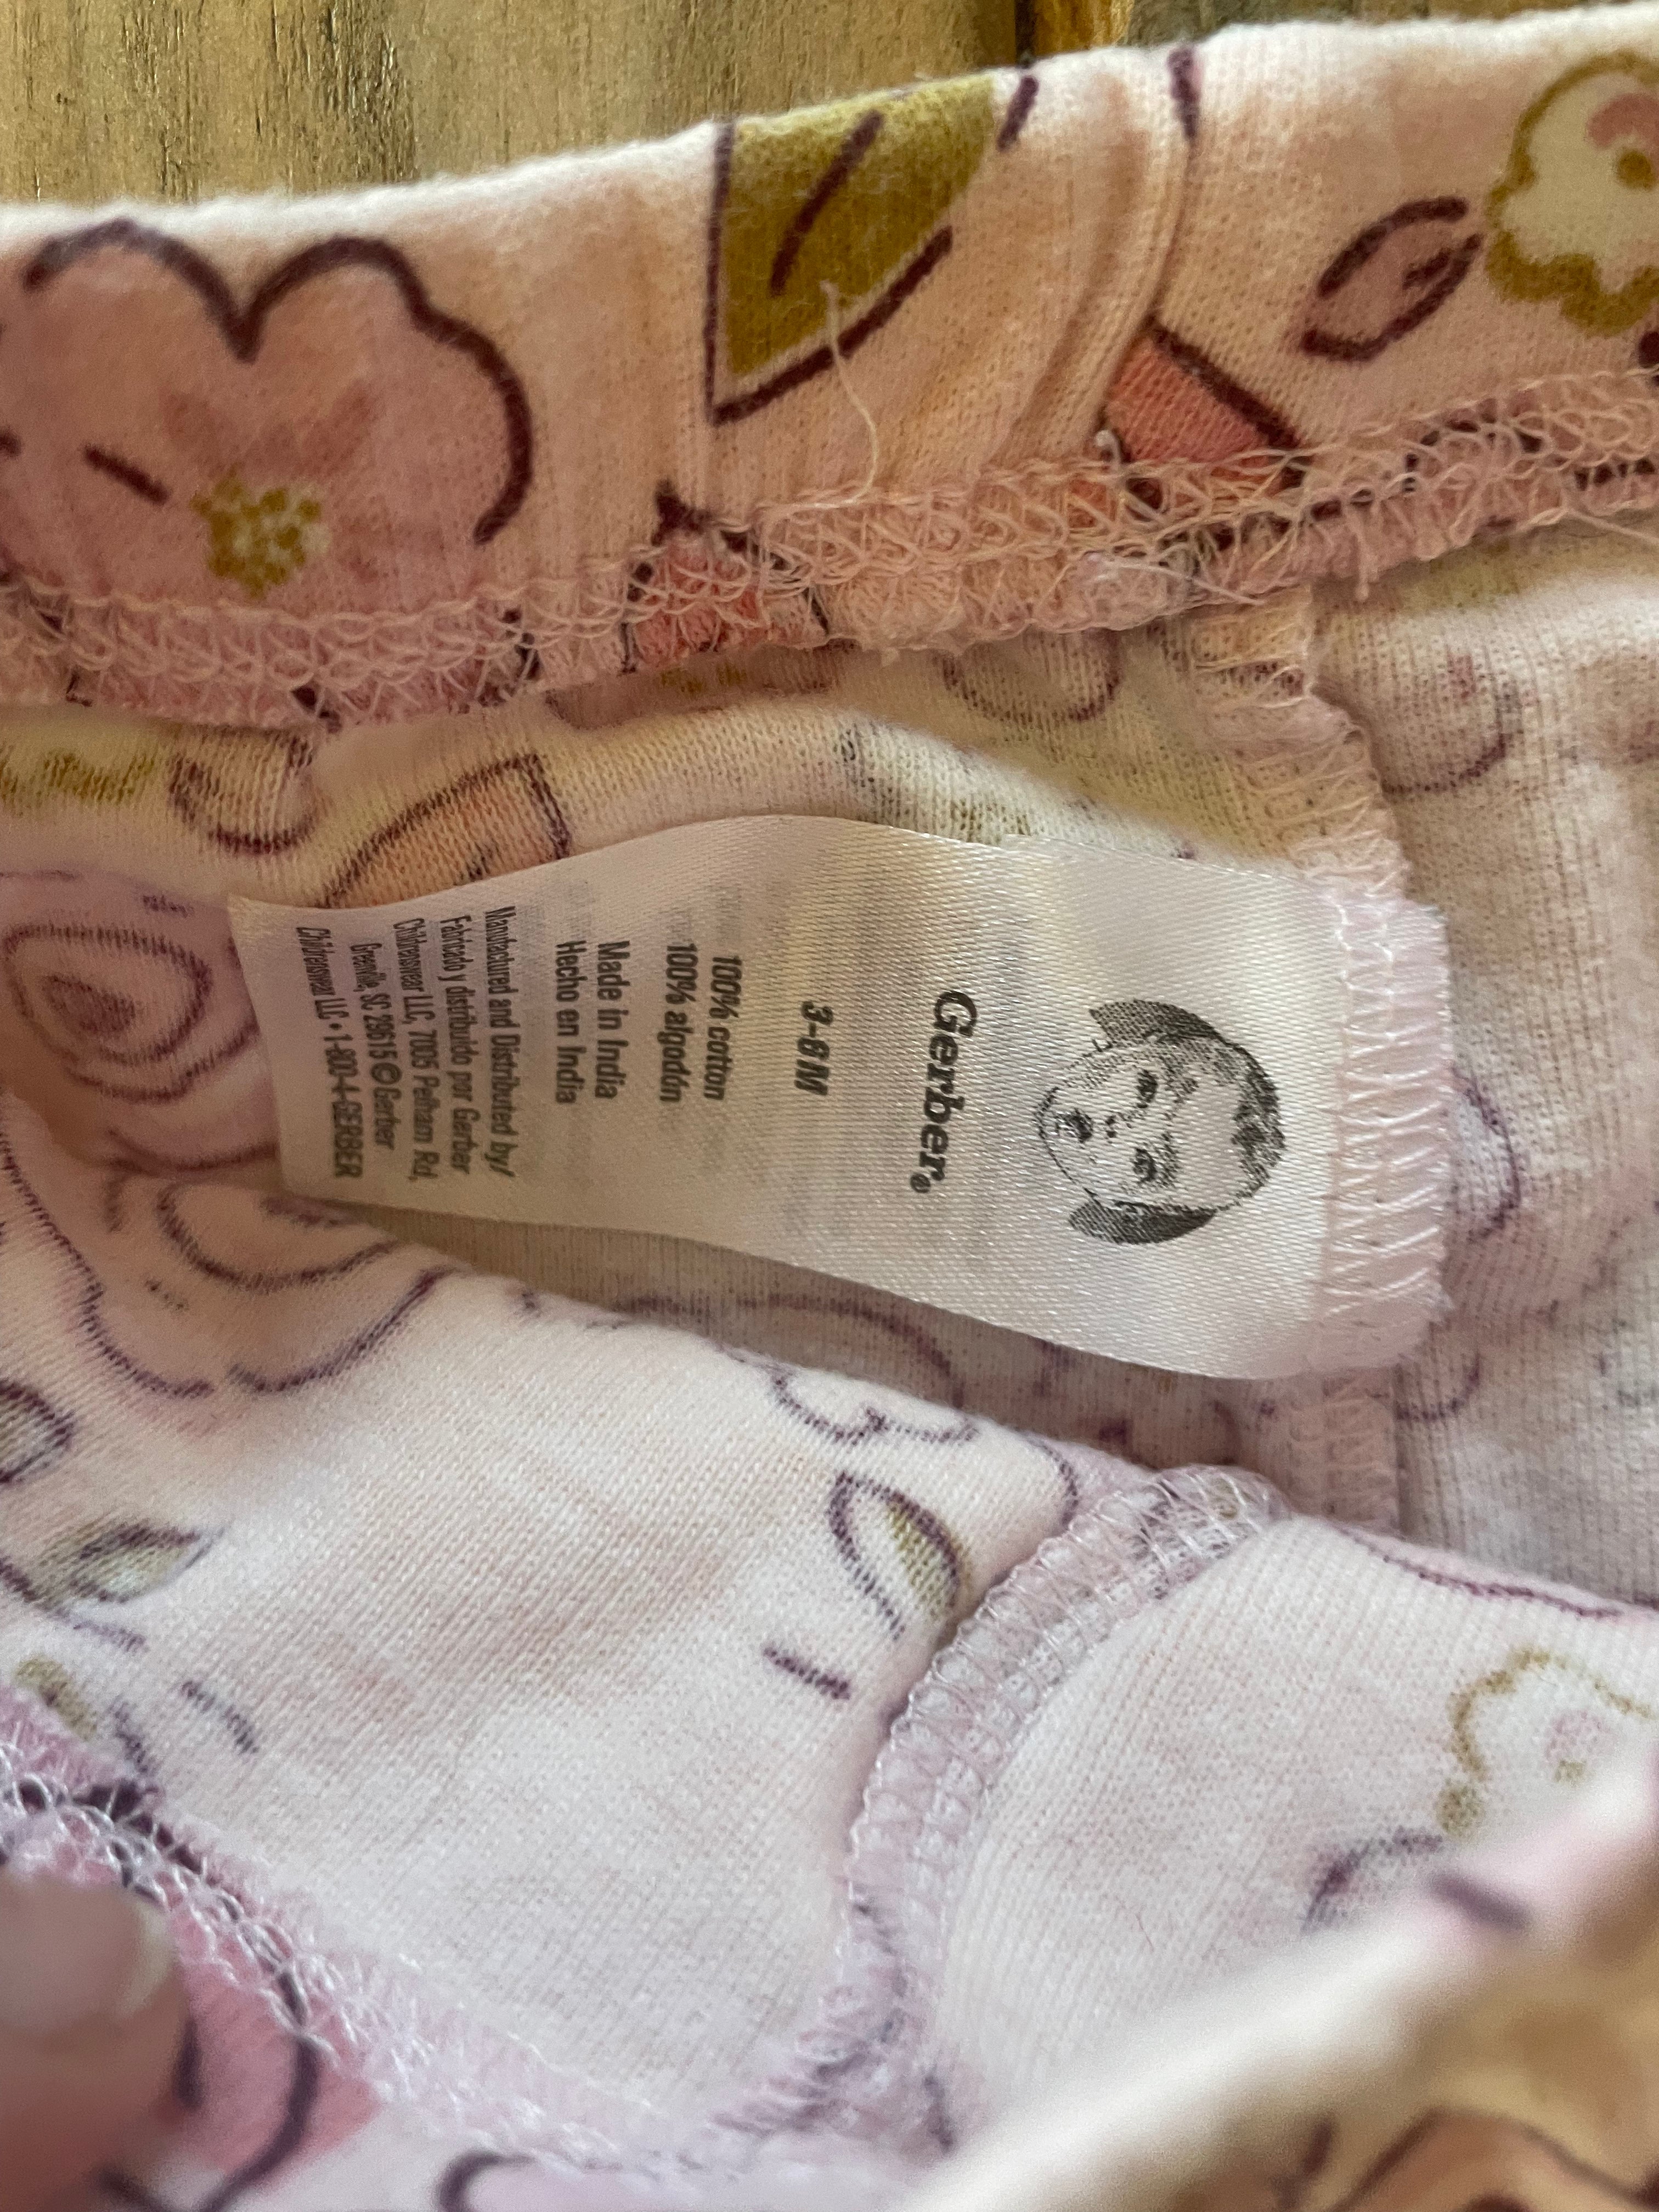 Gerber®
3-6M
100% cotton
100% algodón
Made in India
Hecho en India
Manufactured and Distributed by/
Fabricado y distribuido por Gerber
Childrenswear LLC, 7005 Pelham Rd,
Greenville, SC 29615 © Gerber
Childrenswear LLC • 1-800-4-GERBER